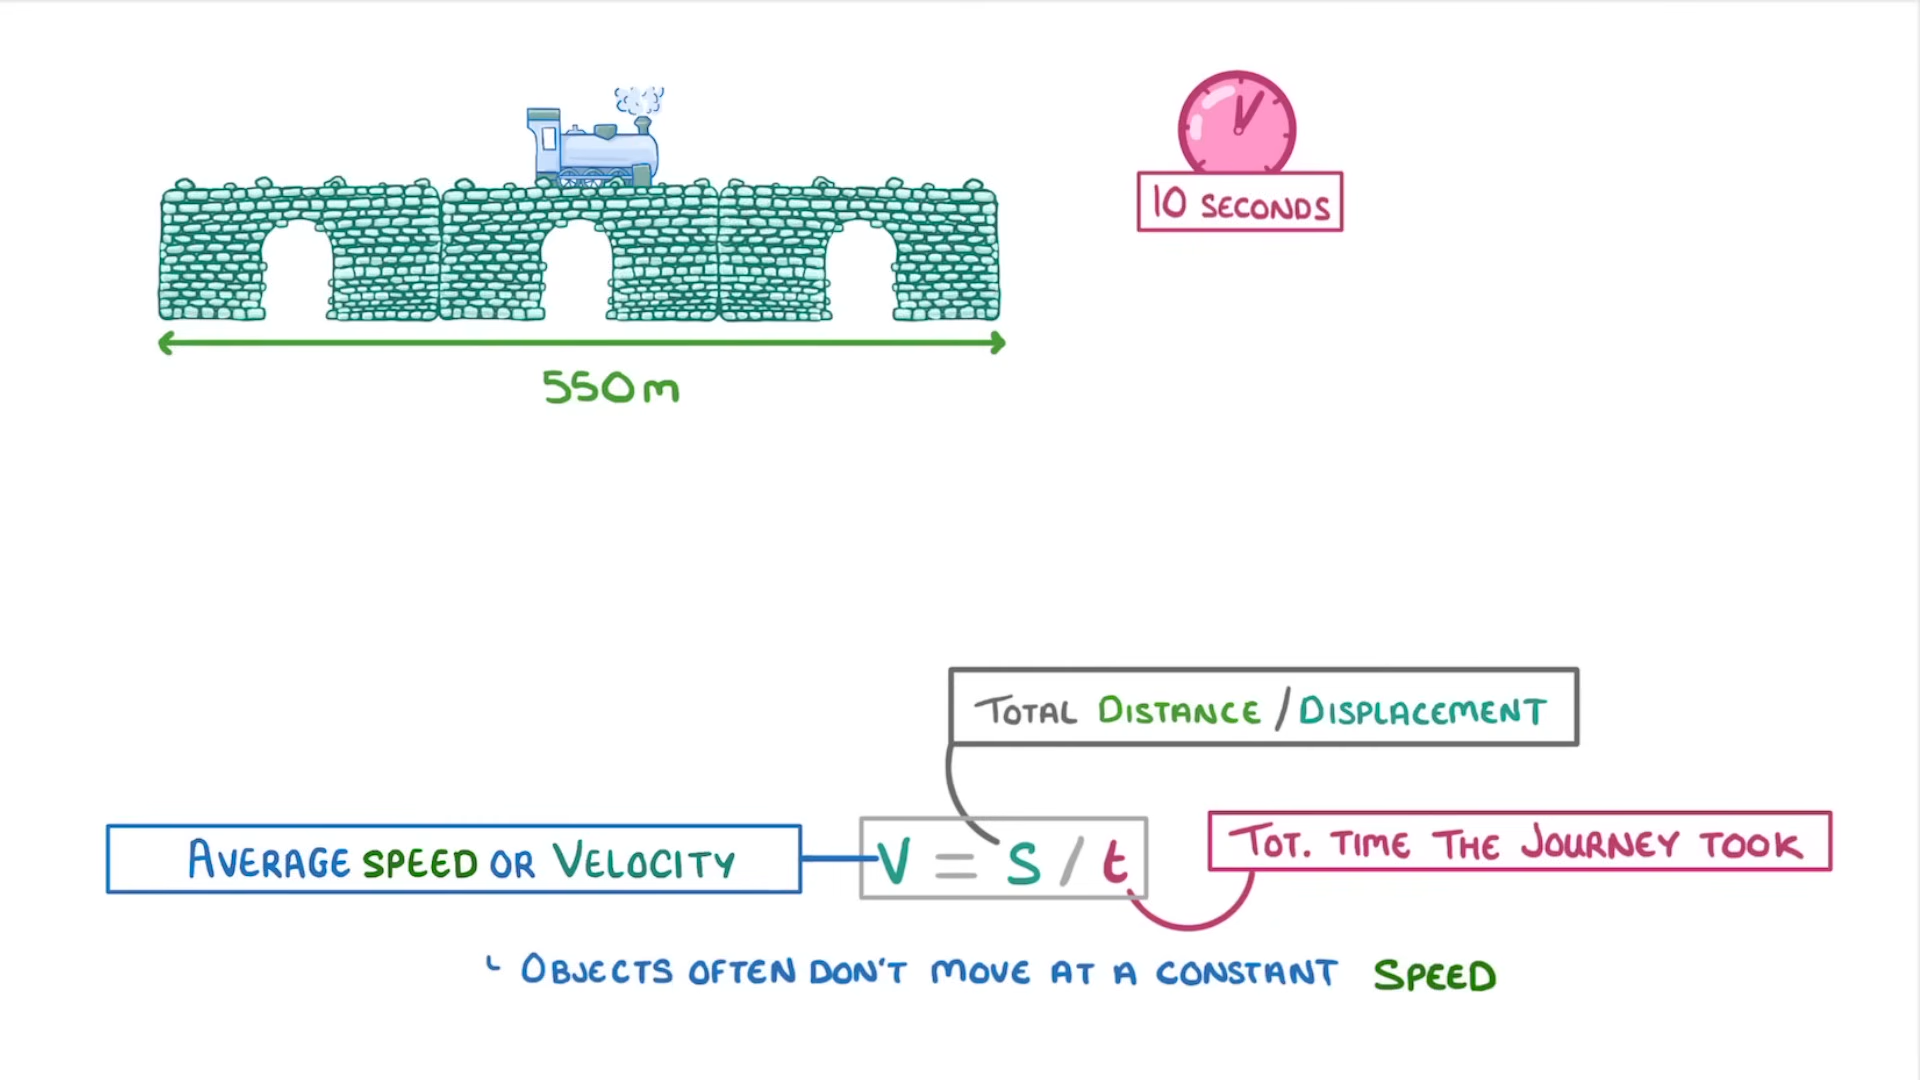 10 SECONDS
550m
TOTAL DISTANCE / DISPLACEMENT
AVERAGE SPEED OR VELOCITY
V = S / t
TOT. TIME THE JOURNEY TOOK
OBJECTS OFTEN DON'T MOVE AT A CONSTANT SPEED